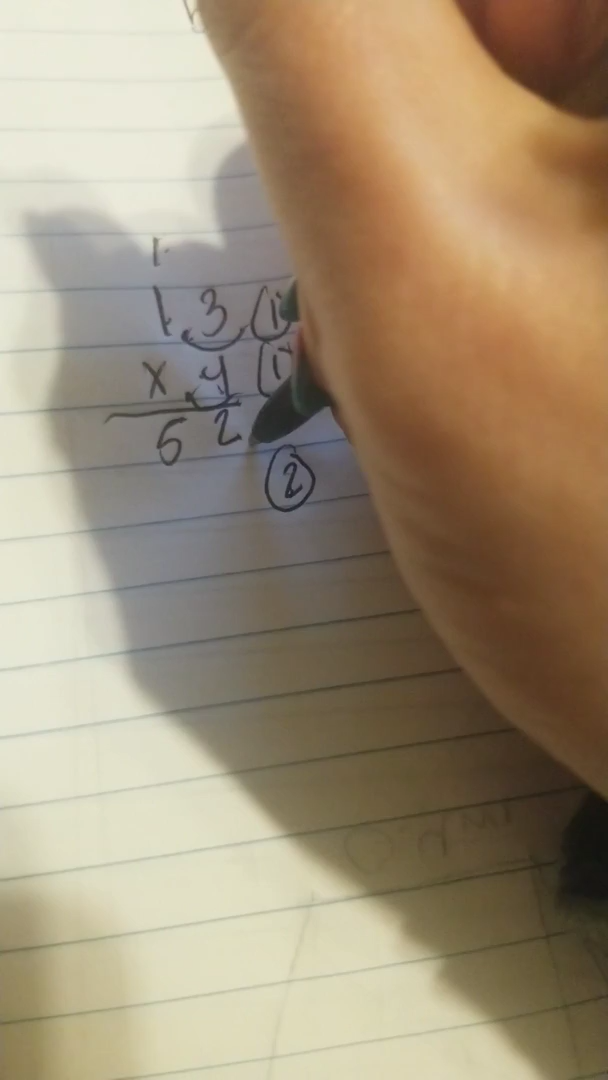 1
1.3 (1)
x .4 (1)
5 2
(2)